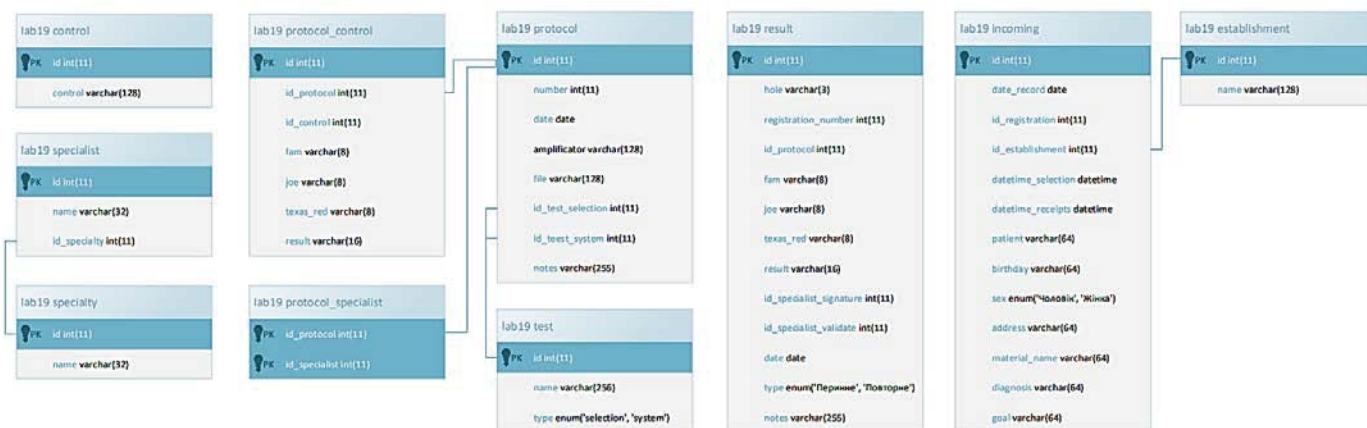 lab19 control
PK id int(11)
control varchar(128)
lab19 specialist
PK id int(11)
name varchar(32)
id_specialty int(11)
lab19 specialty
PK id int(11)
name varchar(32)
lab19 protocol_control
PK id int(11)
id_protocol int(11)
id_control int(11)
fam varchar(8)
joe varchar(8)
texas_red varchar(8)
result varchar(16)
lab19 protocol_specialist
PK id_protocol int(11)
PK id_specialist int(11)
lab19 protocol
PK id int(11)
number int(11)
date date
amplificator varchar(128)
file varchar(128)
id_test_selection int(11)
id_teest_system int(11)
notes varchar(255)
lab19 test
PK id int(11)
name varchar(256)
type enum('selection', 'system')
lab19 result
PK id int(11)
hole varchar(3)
registration_number int(11)
id_protocol int(11)
fam varchar(8)
joe varchar(8)
texas_red varchar(8)
result varchar(16)
id_specialist_signature int(11)
id_specialist_validate int(11)
date date
type enum('Перинне', 'Повторне')
notes varchar(255)
lab19 incoming
PK id int(11)
date_record date
id_registration int(11)
id_establishment int(11)
datetime_selection datetime
datetime_receipts datetime
patient varchar(64)
birthday varchar(64)
sex enum('Чоловік', 'Жінка')
address varchar(64)
material_name varchar(64)
diagnosis varchar(64)
goal varchar(64)
lab19 establishment
PK id int(11)
name varchar(128)